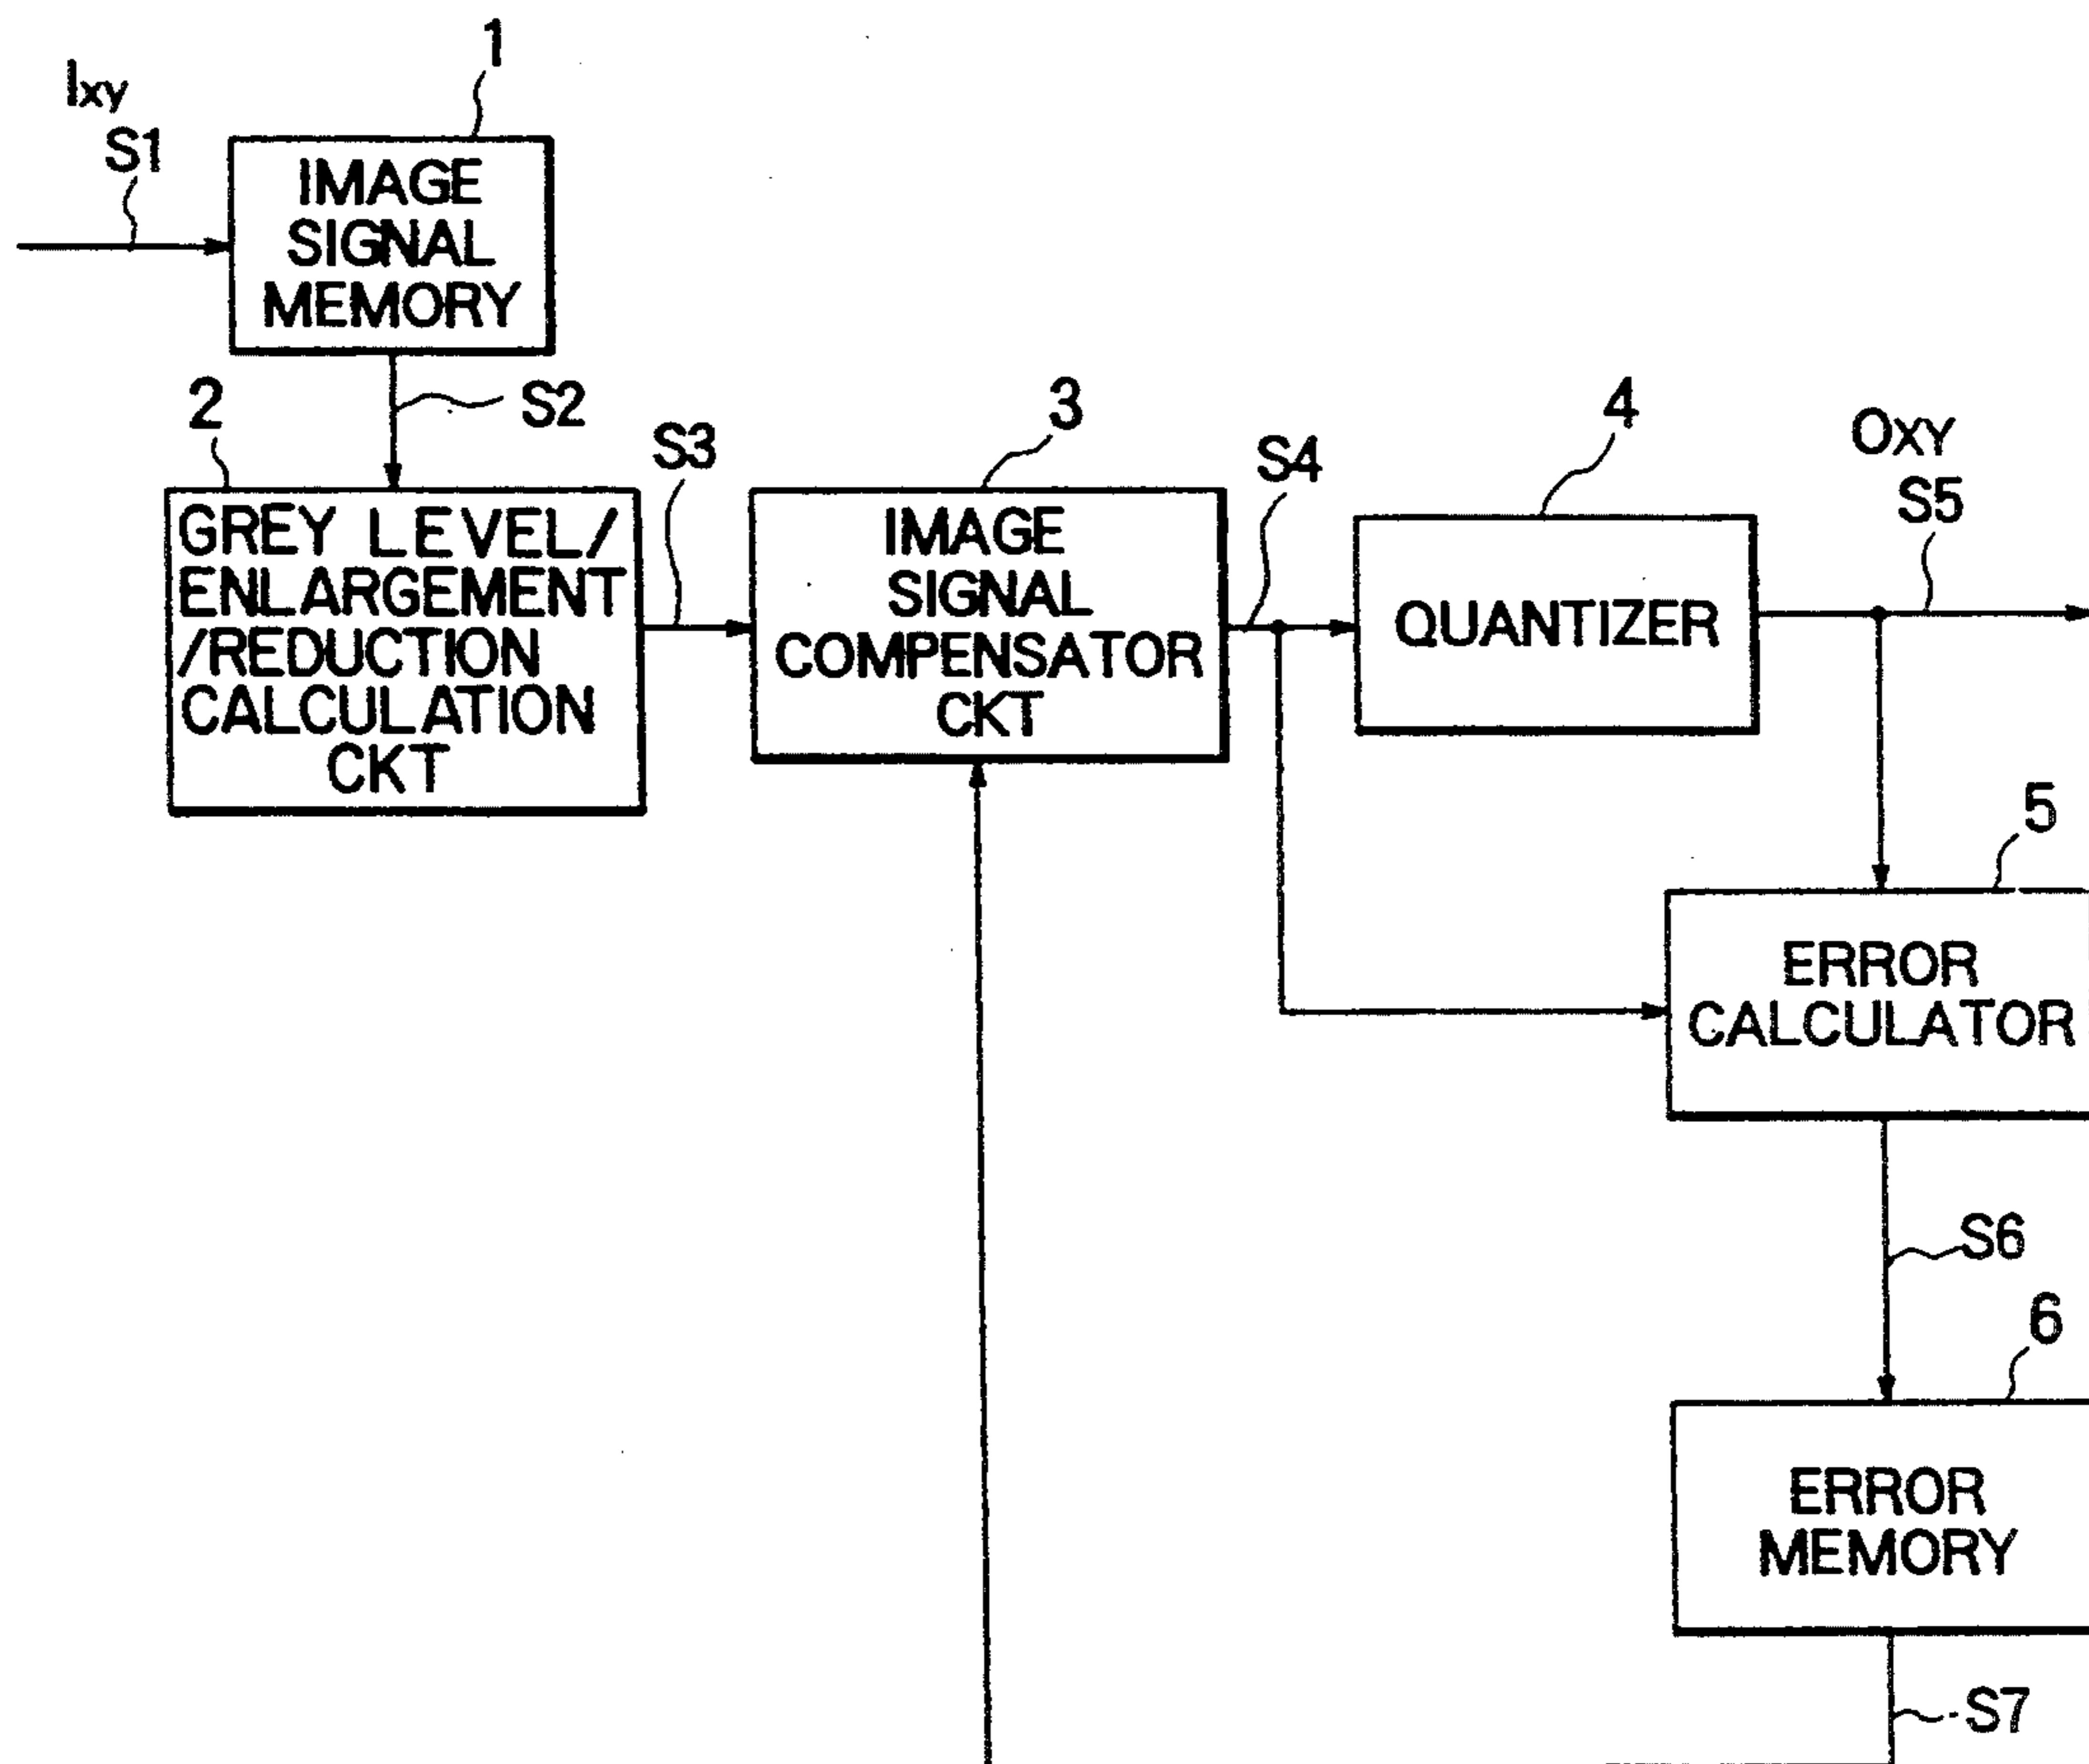 1
Ixy
S1
IMAGE
SIGNAL
MEMORY
S2
2
GREY LEVEL/
ENLARGEMENT
/REDUCTION
CALCULATION
CKT
S3
3
IMAGE
SIGNAL
COMPENSATOR
CKT
S4
4
QUANTIZER
OXY
S5
5
ERROR
CALCULATOR
S6
6
ERROR
MEMORY
S7